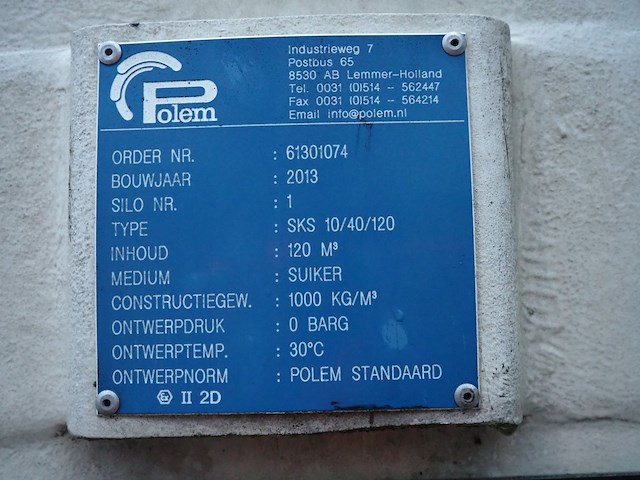 Polem
Industrieweg 7
Postbus 65
8530 AB Lemmer-Holland
Tel. 0031 (0)514 - 562447
Fax 0031 (0)514 - 564214
Email info@polem.nl
ORDER NR. : 61301074
BOUWJAAR : 2013
SILO NR. : 1
TYPE : SKS 10/40/120
INHOUD : 120 M³
MEDIUM : SUIKER
CONSTRUCTIEGEW. : 1000 KG/M³
ONTWERPDRUK : 0 BARG
ONTWERPTEMP. : 30°C
ONTWERPNORM : POLEM STANDAARD
Ex II 2D